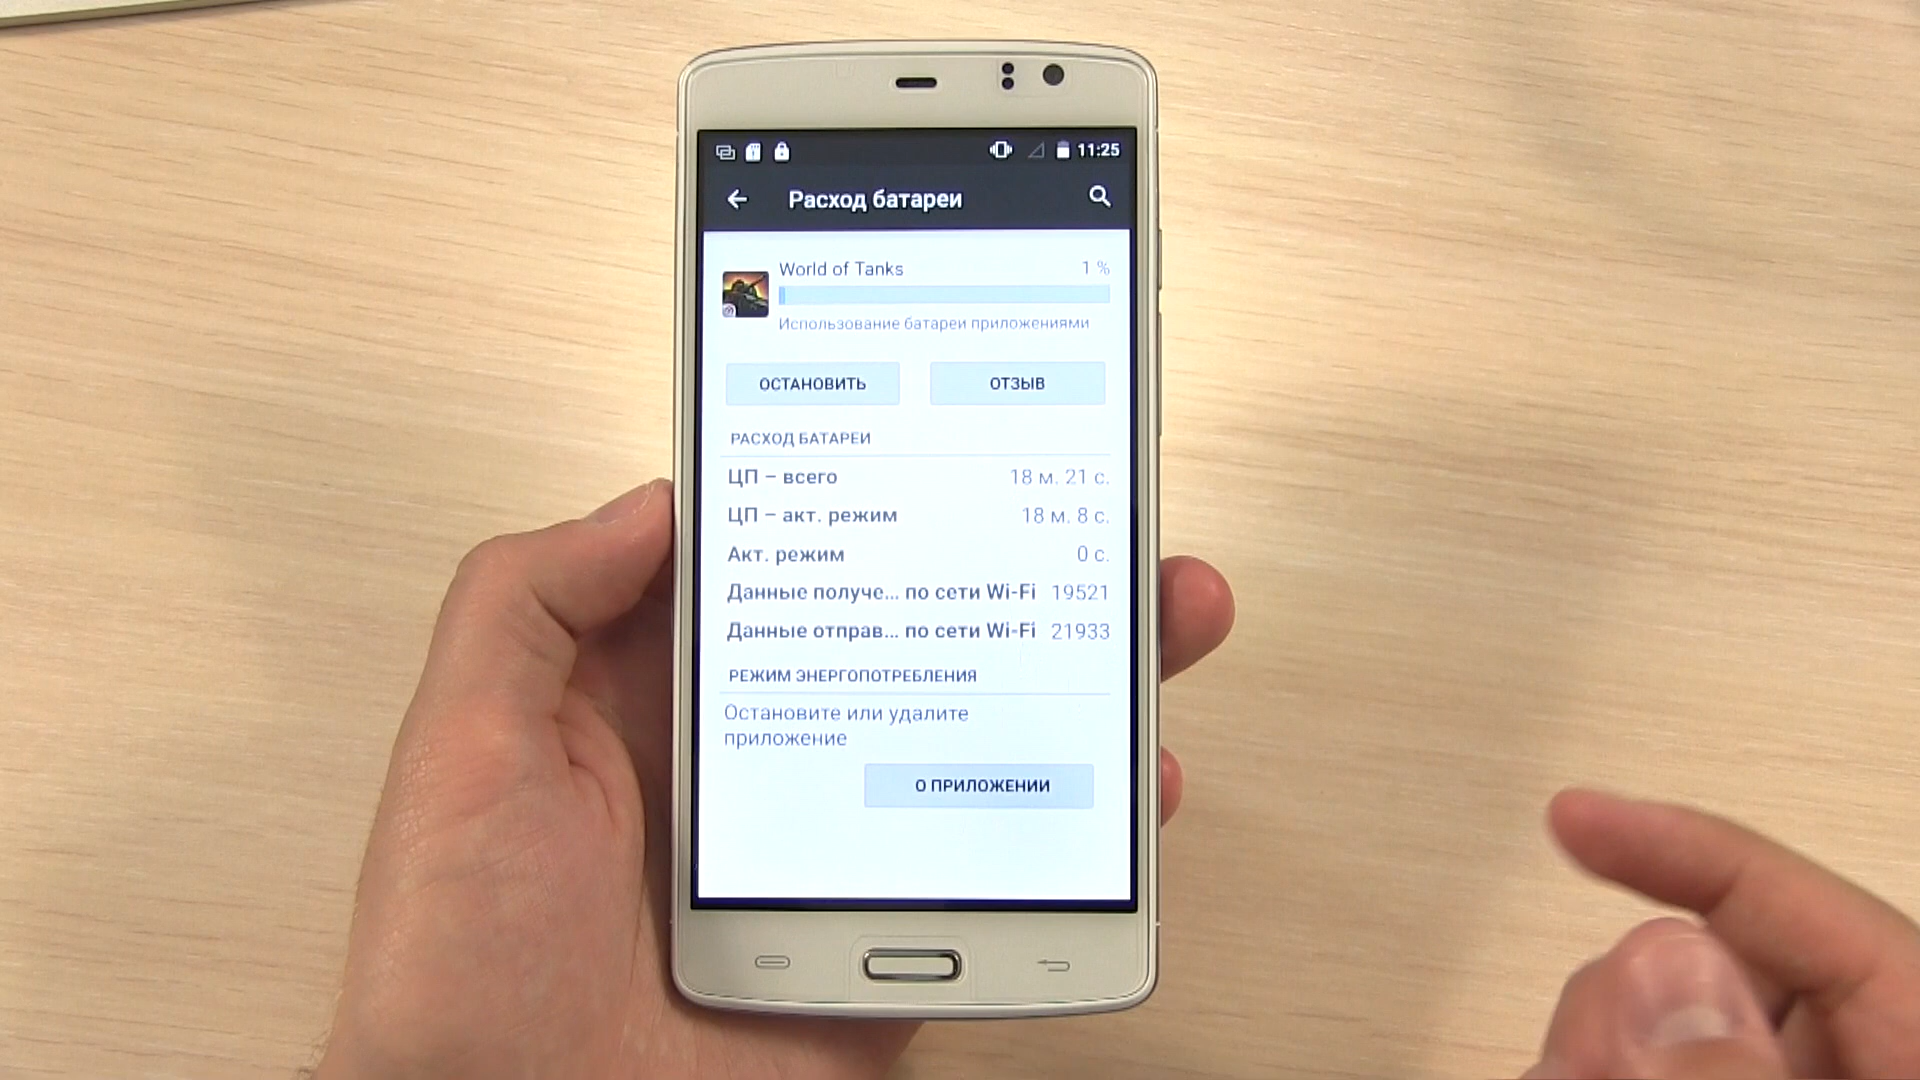 11:25
Расход батареи
World of Tanks 1 %
Использование батареи приложениями
ОСТАНОВИТЬ ОТЗЫВ
РАСХОД БАТАРЕИ
ЦП – всего 18 м. 21 с.
ЦП – акт. режим 18 м. 8 с.
Акт. режим 0 с.
Данные получе... по сети Wi-Fi 19521
Данные отправ... по сети Wi-Fi 21933
РЕЖИМ ЭНЕРГОПОТРЕБЛЕНИЯ
Остановите или удалите
приложение
О ПРИЛОЖЕНИИ